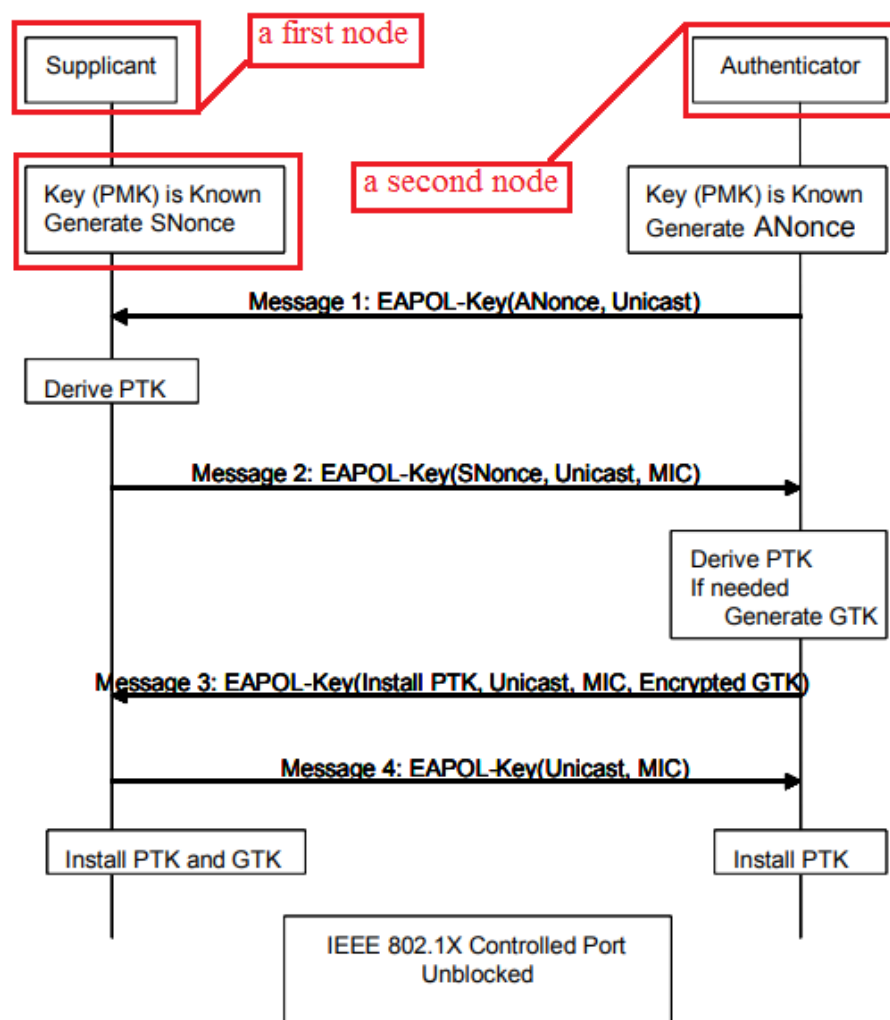 a first node
Supplicant
Authenticator
a second node
Key (PMK) is Known
Generate SNonce
Key (PMK) is Known
Generate ANonce
Message 1: EAPOL-Key(ANonce, Unicast)
Derive PTK
Message 2: EAPOL-Key(SNonce, Unicast, MIC)
Derive PTK
If needed
Generate GTK
Message 3: EAPOL-Key(Install PTK, Unicast, MIC, Encrypted GTK)
Message 4: EAPOL-Key(Unicast, MIC)
Install PTK and GTK
Install PTK
IEEE 802.1X Controlled Port
Unblocked